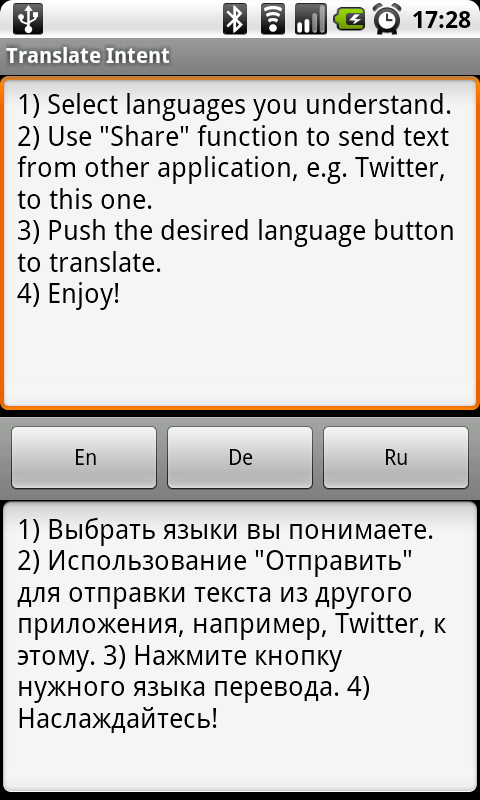 17:28
Translate Intent
1) Select languages you understand.
2) Use "Share" function to send text
from other application, e.g. Twitter,
to this one.
3) Push the desired language button
to translate.
4) Enjoy!
En De Ru
1) Выбрать языки вы понимаете.
2) Использование "Отправить"
для отправки текста из другого
приложения, например, Twitter, к
этому. 3) Нажмите кнопку
нужного языка перевода. 4)
Наслаждайтесь!